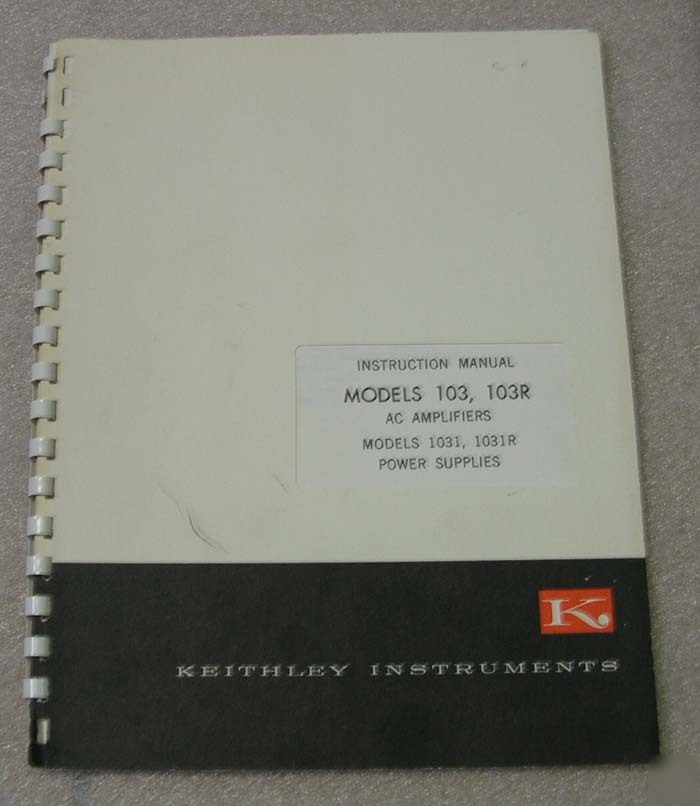 INSTRUCTION MANUAL
MODELS 103, 103R
AC AMPLIFIERS
MODELS 1031, 1031R
POWER SUPPLIES
K
KEITHLEY INSTRUMENTS